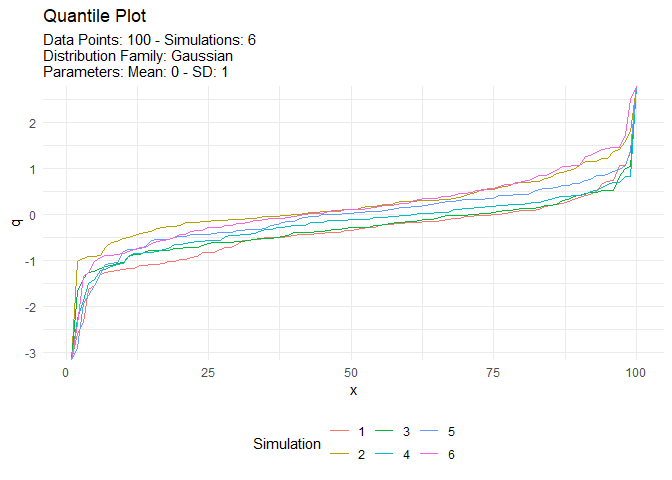 Quantile Plot
Data Points: 100 - Simulations: 6
Distribution Family: Gaussian
Parameters: Mean: 0 - SD: 1
2
1
0
-1
-2
-3
q
0 25 50 75 100
x
Simulation
1 3 5
2 4 6